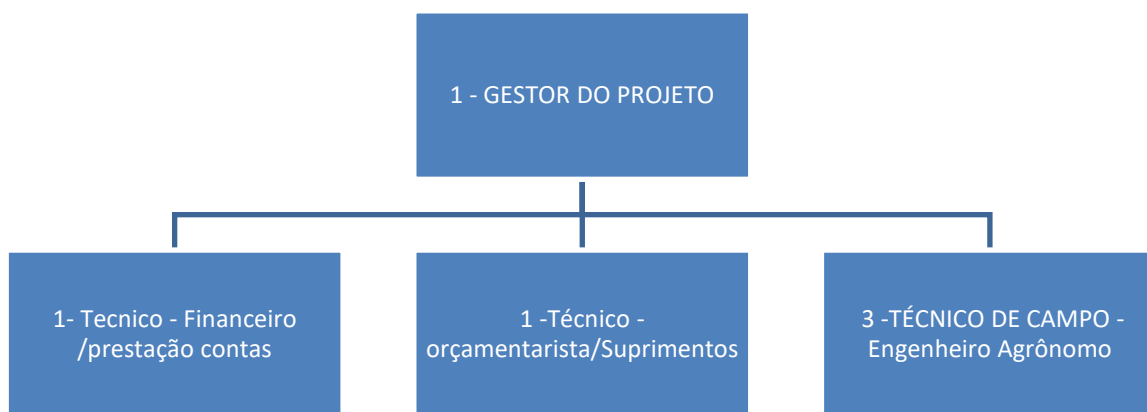 1 - GESTOR DO PROJETO
1- Tecnico - Financeiro
/prestação contas
1 -Técnico -
orçamentarista/Suprimentos
3 -TÉCNICO DE CAMPO -
Engenheiro Agrônomo